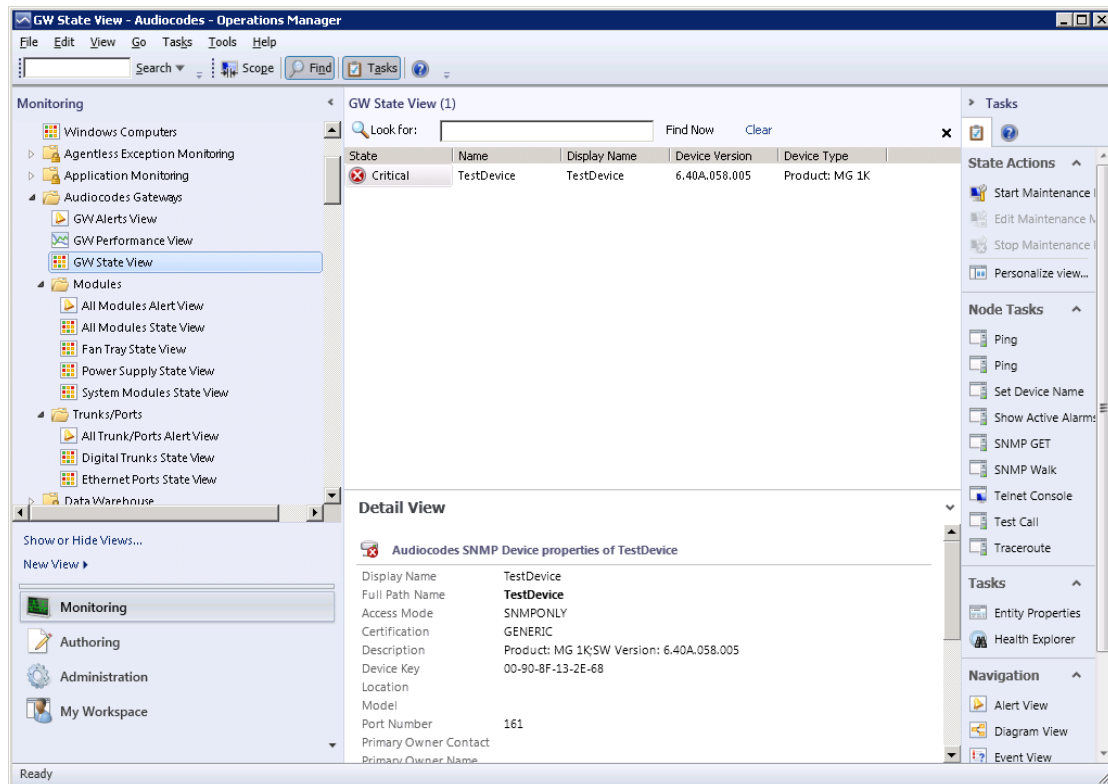 GW State View - Audiocodes - Operations Manager
File Edit View Go Tasks Tools Help
Search Scope Find Tasks
Monitoring
Windows Computers
Agentless Exception Monitoring
Application Monitoring
Audiocodes Gateways
GW Alerts View
GW Performance View
GW State View
Modules
All Modules Alert View
All Modules State View
Fan Tray State View
Power Supply State View
System Modules State View
Trunks/Ports
All Trunk/Ports Alert View
Digital Trunks State View
Ethernet Ports State View
Data Warehouse
Show or Hide Views...
New View
Monitoring
Authoring
Administration
My Workspace
GW State View (1)
Look for: Find Now Clear
State Name Display Name Device Version Device Type
Critical TestDevice TestDevice 6.40A.058.005 Product: MG 1K
Detail View
Audiocodes SNMP Device properties of TestDevice
Display Name TestDevice
Full Path Name TestDevice
Access Mode SNMPONLY
Certification GENERIC
Description Product: MG 1K;SW Version: 6.40A.058.005
Device Key 00-90-8F-13-2E-68
Location
Model
Port Number 161
Primary Owner Contact
Primary Owner Name
Tasks
State Actions
Start Maintenance
Edit Maintenance
Stop Maintenance
Personalize view...
Node Tasks
Ping
Ping
Set Device Name
Show Active Alarms
SNMP GET
SNMP Walk
Telnet Console
Test Call
Traceroute
Tasks
Entity Properties
Health Explorer
Navigation
Alert View
Diagram View
Event View
Ready